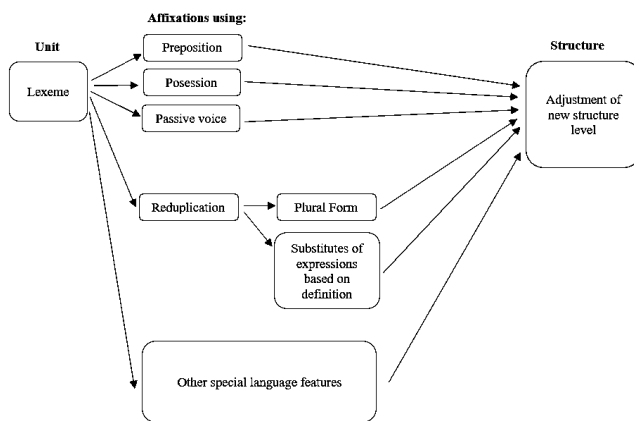 Affixations using:
Unit
Structure
Preposition
Lexeme
Posession
Passive voice
Adjustment of
new structure
level
Reduplication
Plural Form
Substitutes of
expressions
based on
definition
Other special language features